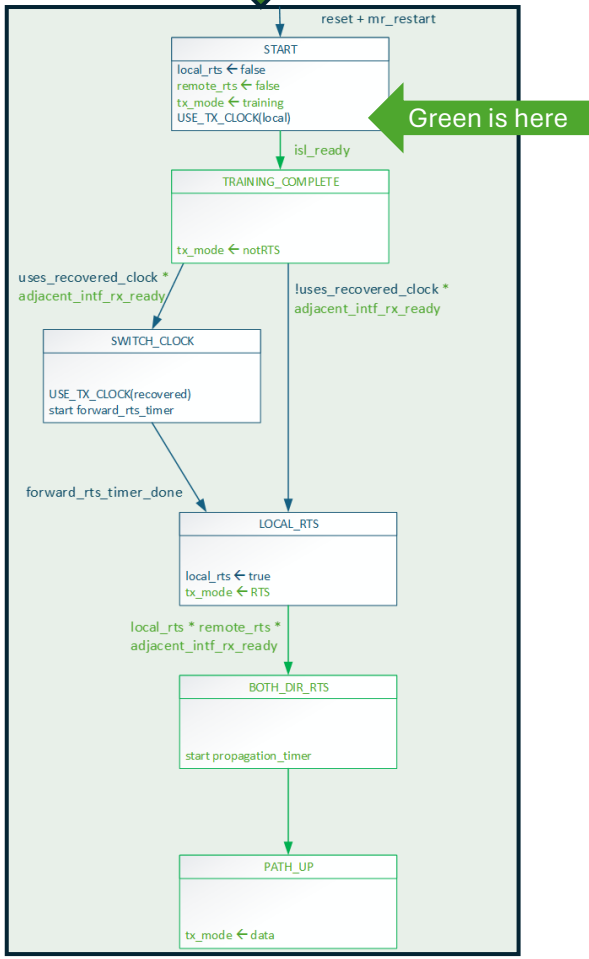 reset + mr_restart
START
local_rts ← false
remote_rts ← false
tx_mode ← training
USE_TX_CLOCK(local)
Green is here
isl_ready
TRAINING_COMPLETE
tx_mode ← notRTS
uses_recovered_clock *
adjacent_intf_rx_ready
!uses_recovered_clock *
adjacent_intf_rx_ready
SWITCH_CLOCK
USE_TX_CLOCK(recovered)
start forward_rts_timer
forward_rts_timer_done
LOCAL_RTS
local_rts ← true
tx_mode ← RTS
local_rts * remote_rts *
adjacent_intf_rx_ready
BOTH_DIR_RTS
start propagation_timer
PATH_UP
tx_mode ← data